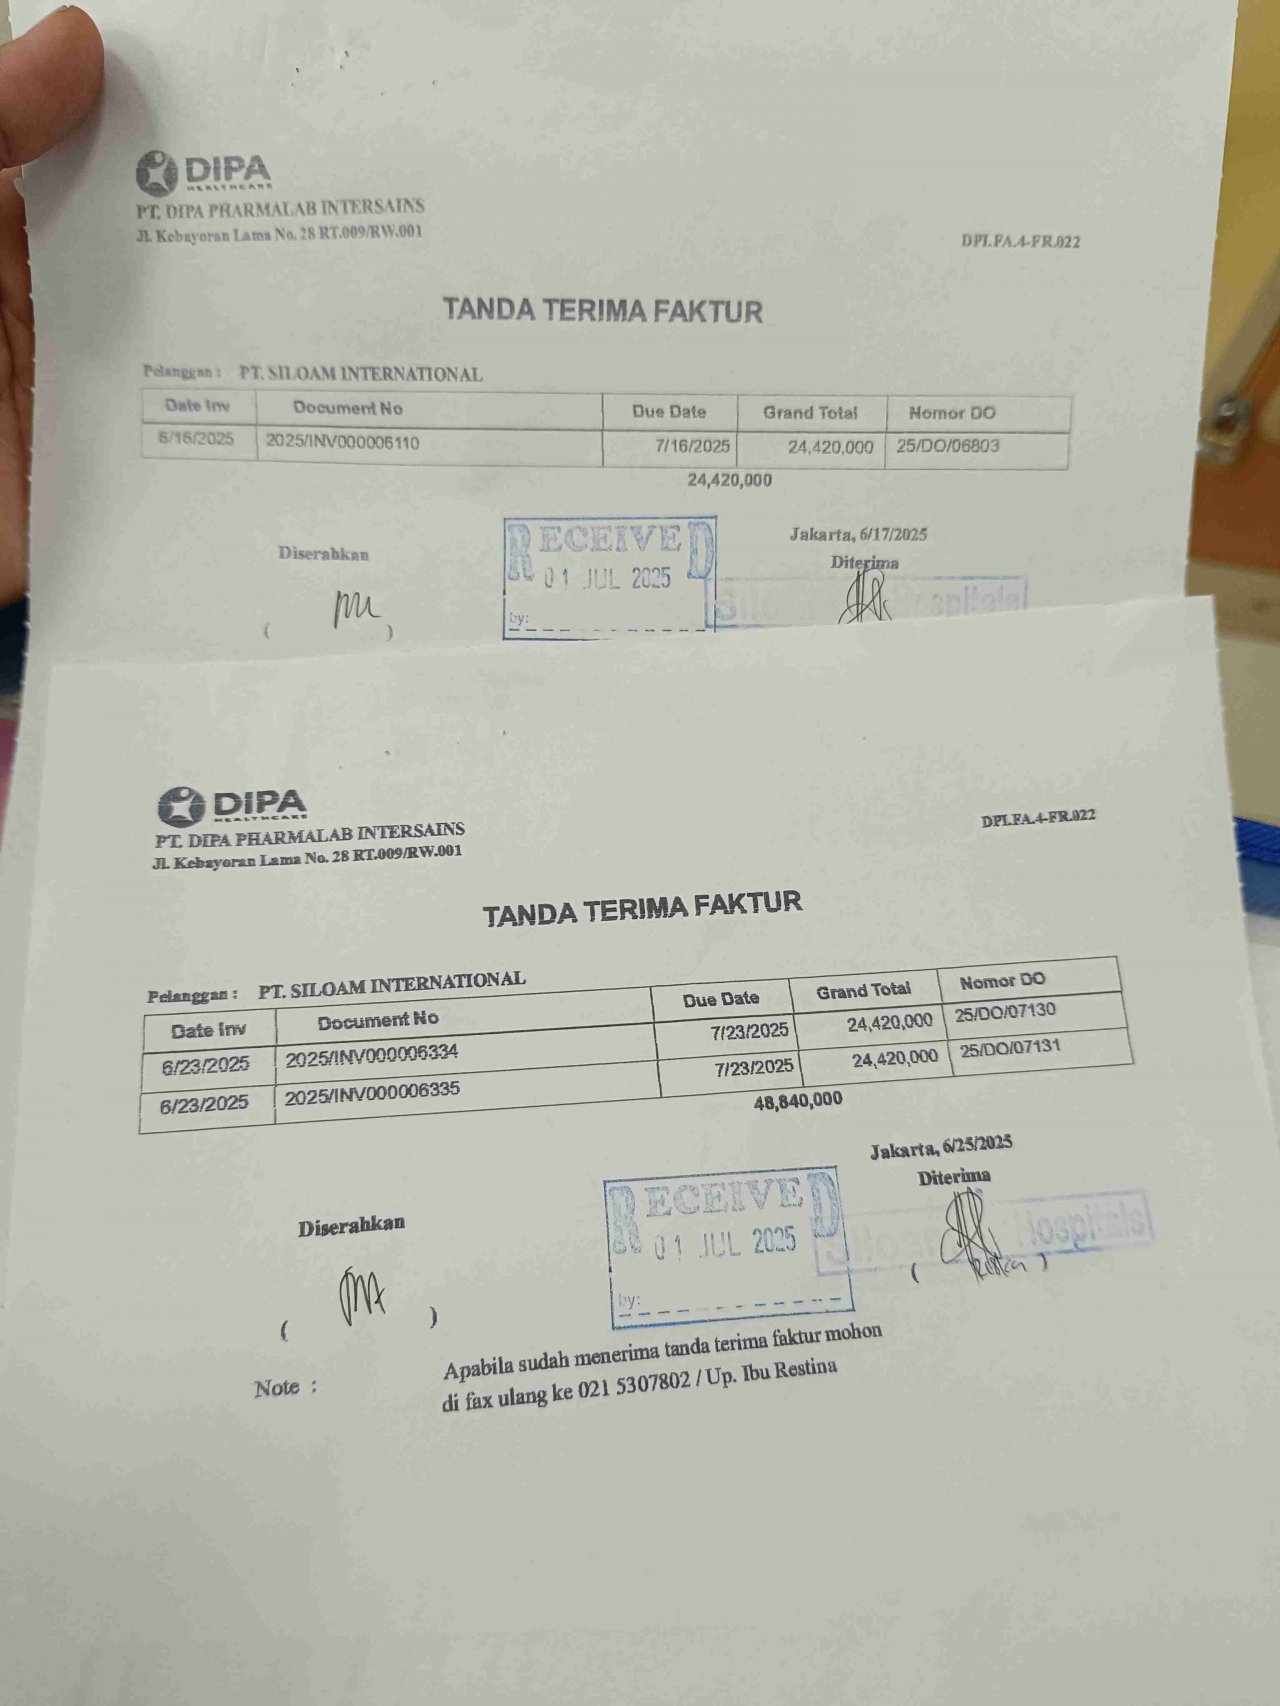 DIPA
HEALTHCARE
PT. DIPA PHARMALAB INTERSAINS
Jl. Kebayoran Lama No. 28 RT.009/RW.001
DPI.FA.4-FR.022
TANDA TERIMA FAKTUR
Pelanggan : PT. SILOAM INTERNATIONAL
Date Inv Document No Due Date Grand Total Nomor DO
6/16/2025 2025/INV000006110 7/16/2025 24,420,000 25/DO/06803
24,420,000
Jakarta, 6/17/2025
Diserahkan Diterima
RECEIVED
01 JUL 2025
by:
( )
DIPA
HEALTHCARE
PT. DIPA PHARMALAB INTERSAINS
Jl. Kebayoran Lama No. 28 RT.009/RW.001
DPI.FA.4-FR.022
TANDA TERIMA FAKTUR
Pelanggan : PT. SILOAM INTERNATIONAL
Date Inv Document No Due Date Grand Total Nomor DO
6/23/2025 2025/INV000006334 7/23/2025 24,420,000 25/DO/07130
6/23/2025 2025/INV000006335 7/23/2025 24,420,000 25/DO/07131
48,840,000
Jakarta, 6/25/2025
Diserahkan Diterima
RECEIVED
01 JUL 2025
by:
Hospitals
( ) ( )
Note : Apabila sudah menerima tanda terima faktur mohon
di fax ulang ke 021 5307802 / Up. Ibu Restina